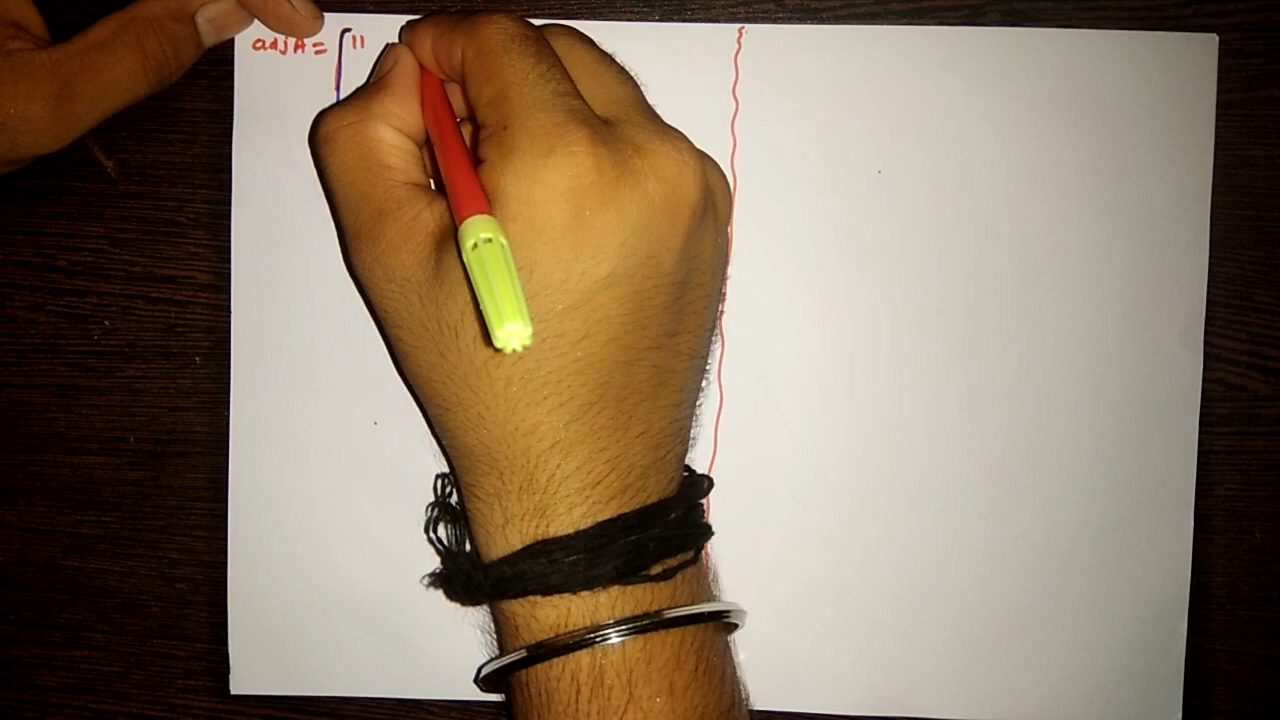 adjA = [ 11